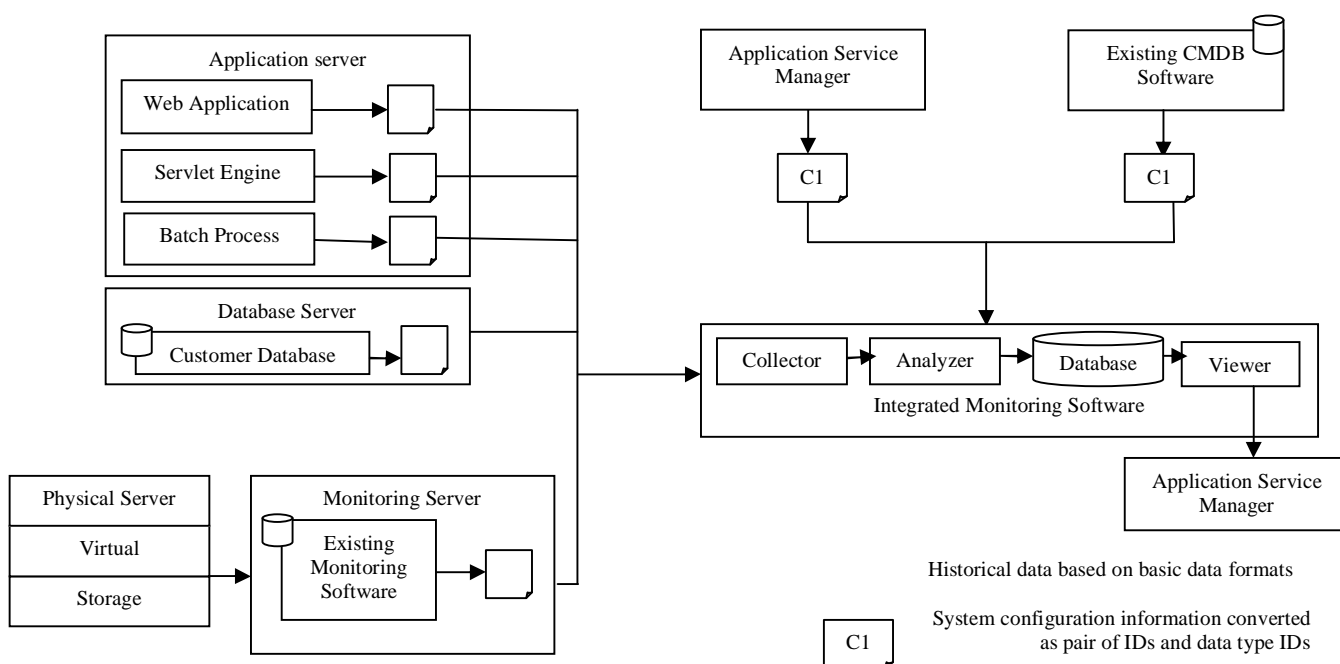 Application server
Web Application
Servlet Engine
Batch Process
Database Server
Customer Database
Physical Server
Virtual
Storage
Monitoring Server
Existing
Monitoring
Software
Application Service
Manager
Existing CMDB
Software
C1
C1
Collector
Analyzer
Database
Viewer
Integrated Monitoring Software
Application Service
Manager
Historical data based on basic data formats
C1
System configuration information converted
as pair of IDs and data type IDs